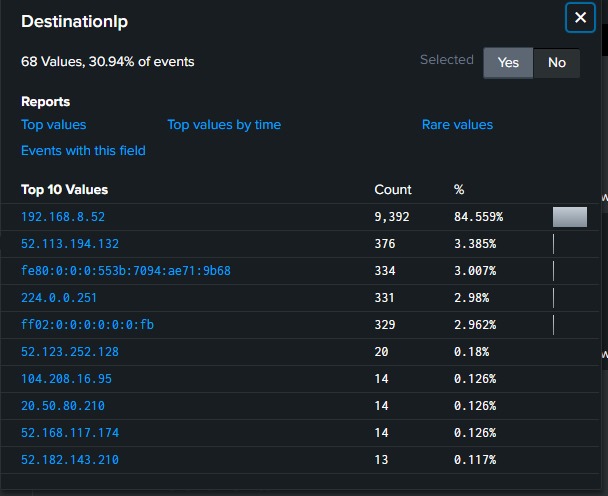 DestinationIp
68 Values, 30.94% of events
Selected Yes No
Reports
Top values Top values by time Rare values
Events with this field
Top 10 Values Count %
192.168.8.52 9,392 84.559%
52.113.194.132 376 3.385%
fe80:0:0:0:553b:7094:ae71:9b68 334 3.007%
224.0.0.251 331 2.98%
ff02:0:0:0:0:0:0:fb 329 2.962%
52.123.252.128 20 0.18%
104.208.16.95 14 0.126%
20.50.80.210 14 0.126%
52.168.117.174 14 0.126%
52.182.143.210 13 0.117%